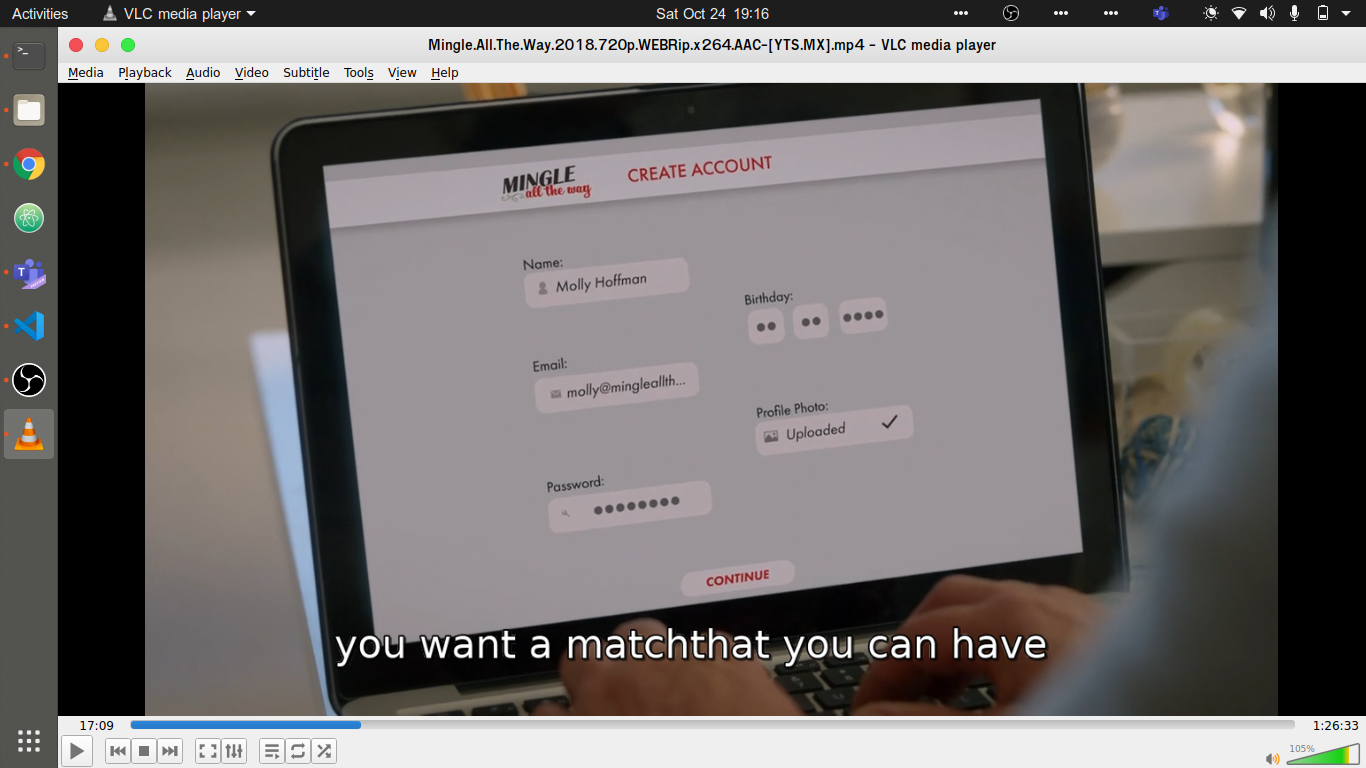 Activities
VLC media player
Sat Oct 24 19:16
Mingle.All.The.Way.2018.720p.WEBRip.x264.AAC-[YTS.MX].mp4 - VLC media player
Media Playback Audio Video Subtitle Tools View Help
MINGLE
all the way
CREATE ACCOUNT
Name:
Molly Hoffman
Birthday:
●● ●● ●●●●
Email:
molly@mingleallth...
Profile Photo:
Uploaded
Password:
●●●●●●●●
CONTINUE
you want a matchthat you can have
17:09
1:26:33
105%